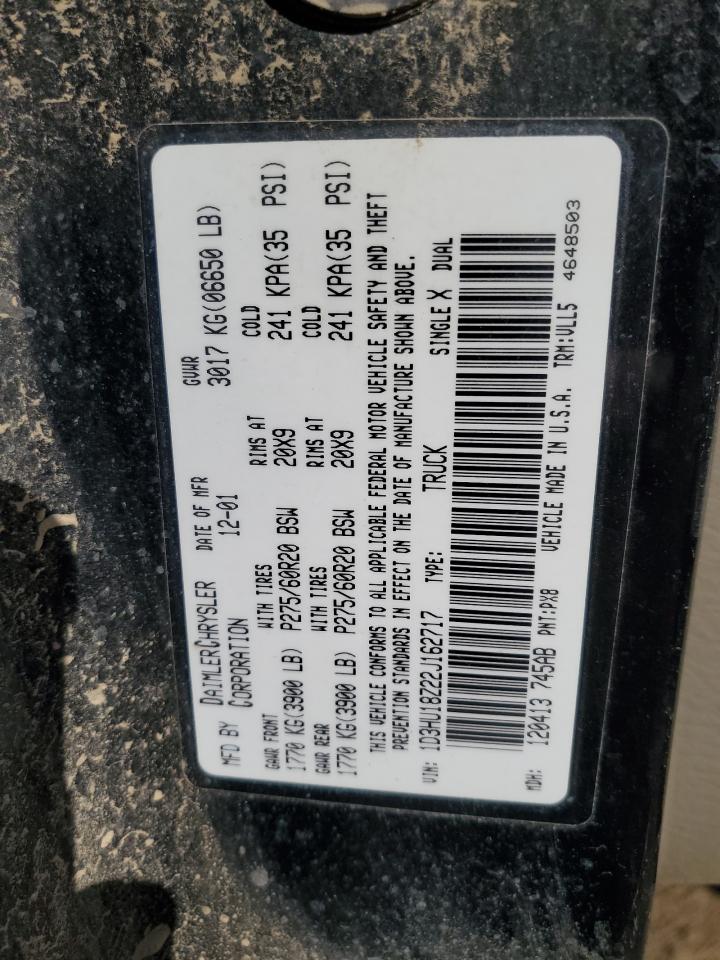 MFD BY DAIMLERCHRYSLER CORPORATION DATE OF MFR 12-01 GVWR 3017 KG(06650 LB)
GAWR FRONT WITH TIRES RIMS AT COLD
1770 KG(3900 LB) P275/60R20 BSW 20X9 241 KPA(35 PSI)
GAWR REAR WITH TIRES RIMS AT COLD
1770 KG(3900 LB) P275/60R20 BSW 20X9 241 KPA(35 PSI)
THIS VEHICLE CONFORMS TO ALL APPLICABLE FEDERAL MOTOR VEHICLE SAFETY AND THEFT
PREVENTION STANDARDS IN EFFECT ON THE DATE OF MANUFACTURE SHOWN ABOVE.
VIN: 1D3HU18Z22J162717 TYPE: TRUCK SINGLE X DUAL
MDH: 120413 745AB PNT:PX8 VEHICLE MADE IN U.S.A. TRM:VLL5 4648503